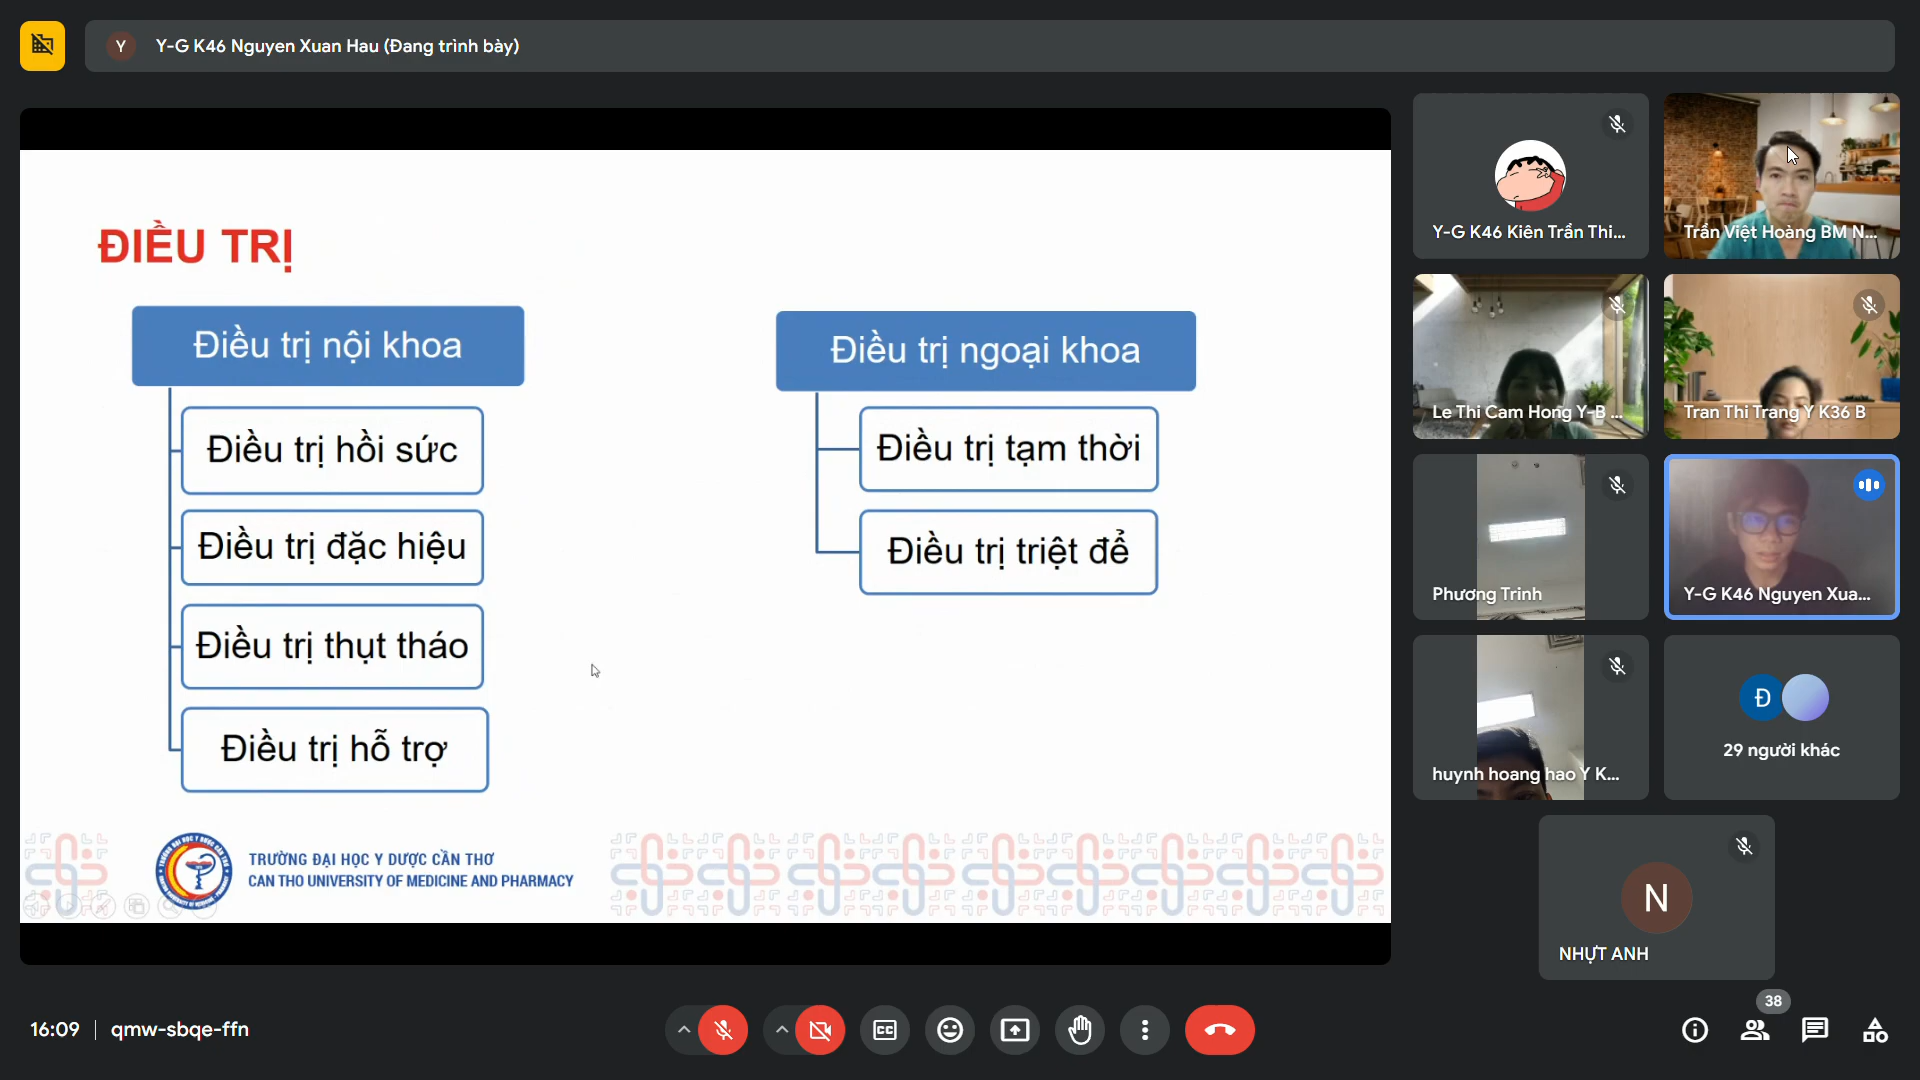 Y
Y-G K46 Nguyen Xuan Hau (Đang trình bày)
ĐIỀU TRỊ
Điều trị nội khoa
Điều trị hồi sức
Điều trị đặc hiệu
Điều trị thụt tháo
Điều trị hỗ trợ
Điều trị ngoại khoa
Điều trị tạm thời
Điều trị triệt để
TRƯỜNG ĐẠI HỌC Y DƯỢC CẦN THƠ
CAN THO UNIVERSITY OF MEDICINE AND PHARMACY
Y-G K46 Kiên Trần Thi...
Trần Việt Hoàng BM N...
Le Thi Cam Hong Y-B ...
Tran Thi Trang Y K36 B
Phương Trinh
Y-G K46 Nguyen Xua...
huynh hoang hao Y K...
Đ
29 người khác
N
NHỰT ANH
16:09
qmw-sbqe-ffn
CC
38